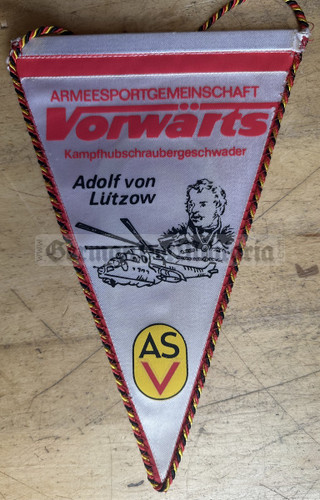 ARMEESPORTGEMEINSCHAFT
Vorwärts
Kampfhubschraubergeschwader
Adolf von
Lützow
AS
V